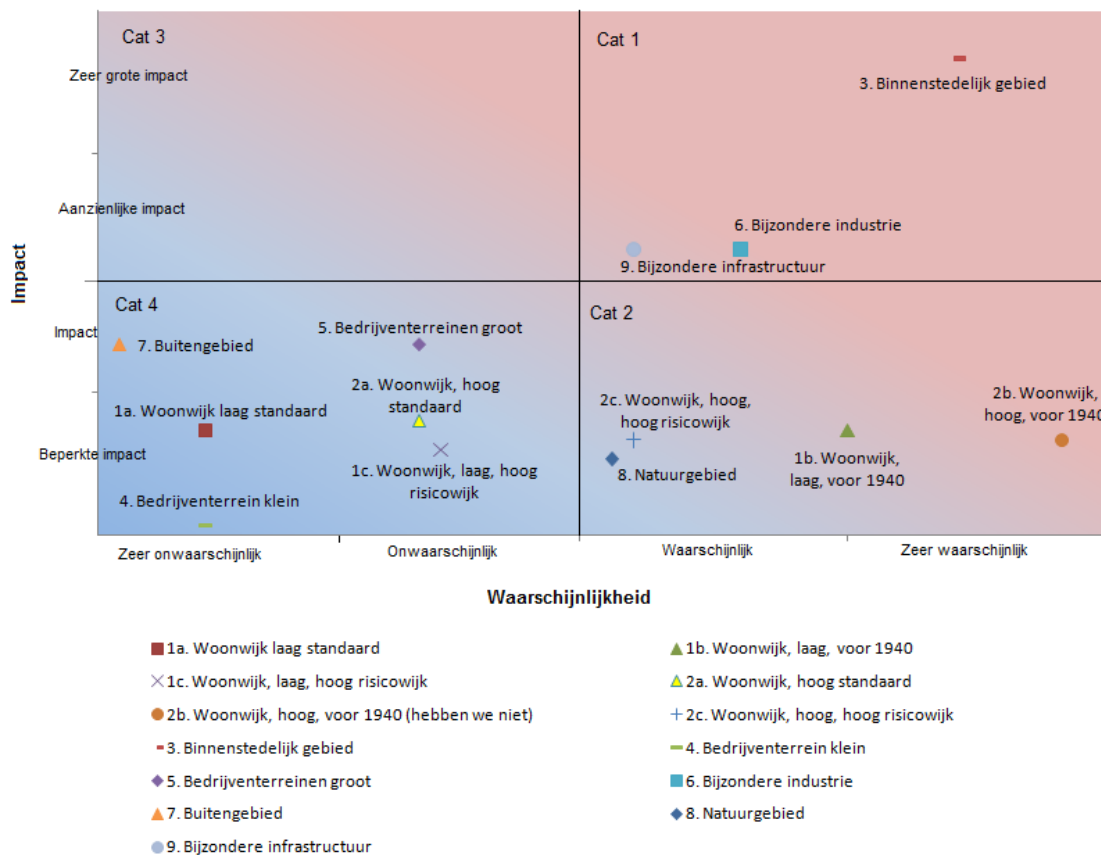 Cat 3
Cat 1
Zeer grote impact
3. Binnenstedelijk gebied
Aanzienlijke impact
6. Bijzondere industrie
9. Bijzondere infrastructuur
Impact
Cat 4
Cat 2
Impact
5. Bedrijventerreinen groot
7. Buitengebied
2a. Woonwijk, hoog
standaard
2c. Woonwijk, hoog,
hoog risicowijk
2b. Woonwijk,
hoog, voor 1940
1a. Woonwijk laag standaard
Beperkte impact
1c. Woonwijk, laag, hoog
risicowijk
8. Natuurgebied
1b. Woonwijk,
laag, voor 1940
4. Bedrijventerrein klein
Zeer onwaarschijnlijk
Onwaarschijnlijk
Waarschijnlijk
Zeer waarschijnlijk
Waarschijnlijkheid
1a. Woonwijk laag standaard
1b. Woonwijk, laag, voor 1940
1c. Woonwijk, laag, hoog risicowijk
2a. Woonwijk, hoog standaard
2b. Woonwijk, hoog, voor 1940 (hebben we niet)
2c. Woonwijk, hoog, hoog risicowijk
3. Binnenstedelijk gebied
4. Bedrijventerrein klein
5. Bedrijventerreinen groot
6. Bijzondere industrie
7. Buitengebied
8. Natuurgebied
9. Bijzondere infrastructuur